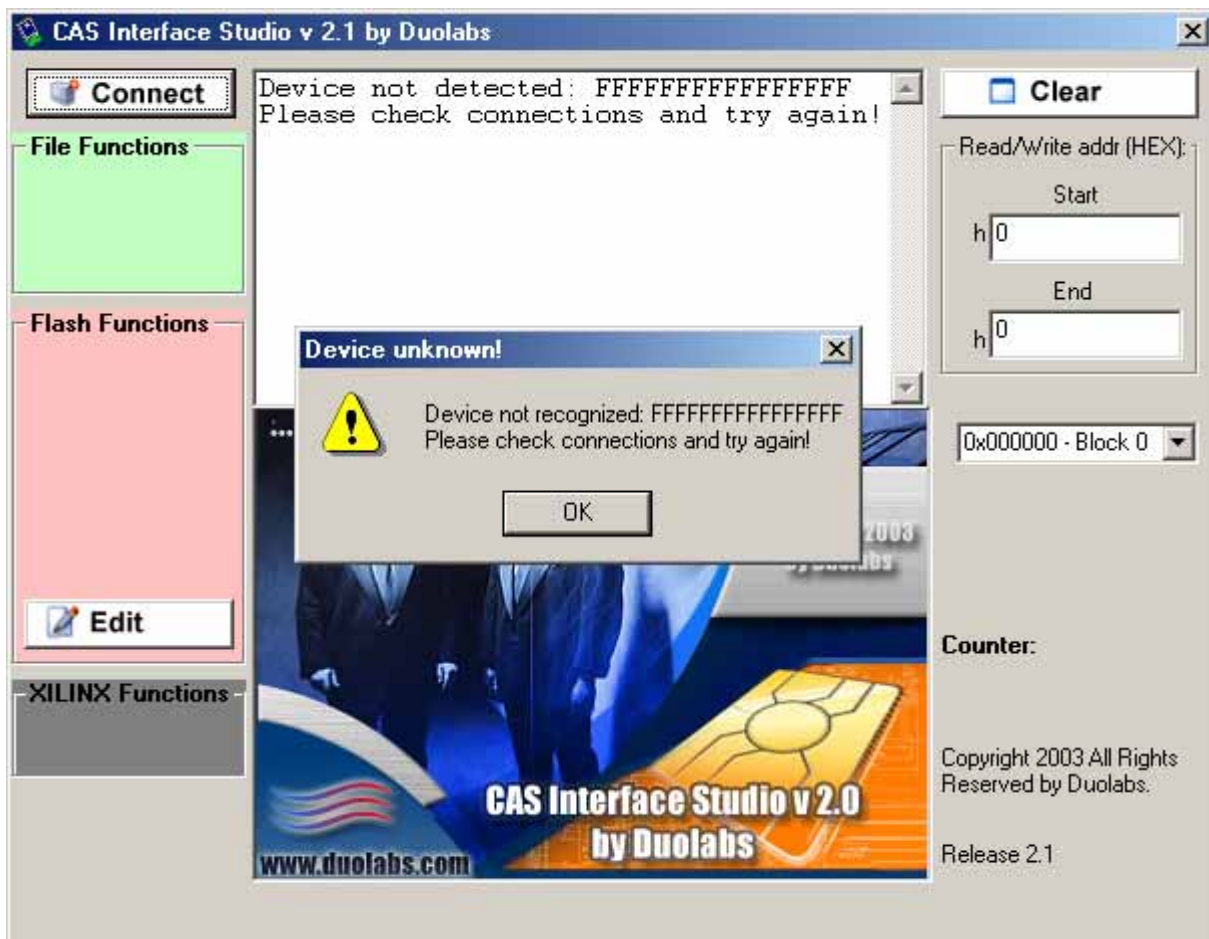 CAS Interface Studio v 2.1 by Duolabs
Connect
Device not detected: FFFFFFFFFFFFFFFF
Please check connections and try again!
Clear
File Functions
Read/Write addr (HEX):
Start
h 0
End
h 0
Flash Functions
Device unknown!
Device not recognized: FFFFFFFFFFFFFFFF
Please check connections and try again!
OK
0x000000 - Block 0
2003
by Duolabs
Edit
Counter:
XILINX Functions
Copyright 2003 All Rights
Reserved by Duolabs.
CAS Interface Studio v 2.0
by Duolabs
www.duolabs.com
Release 2.1